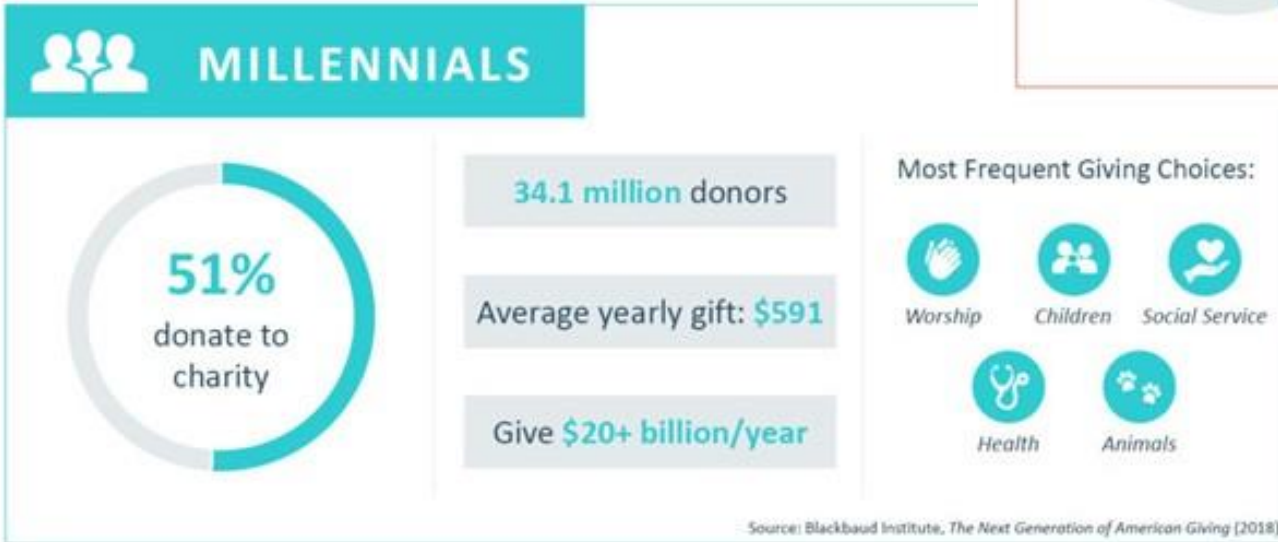 MILLENNIALS
51%
donate to
charity
34.1 million donors
Average yearly gift: $591
Give $20+ billion/year
Most Frequent Giving Choices:
Worship
Children
Social Service
Health
Animals
Source: Blackbaud Institute, The Next Generation of American Giving (2018)